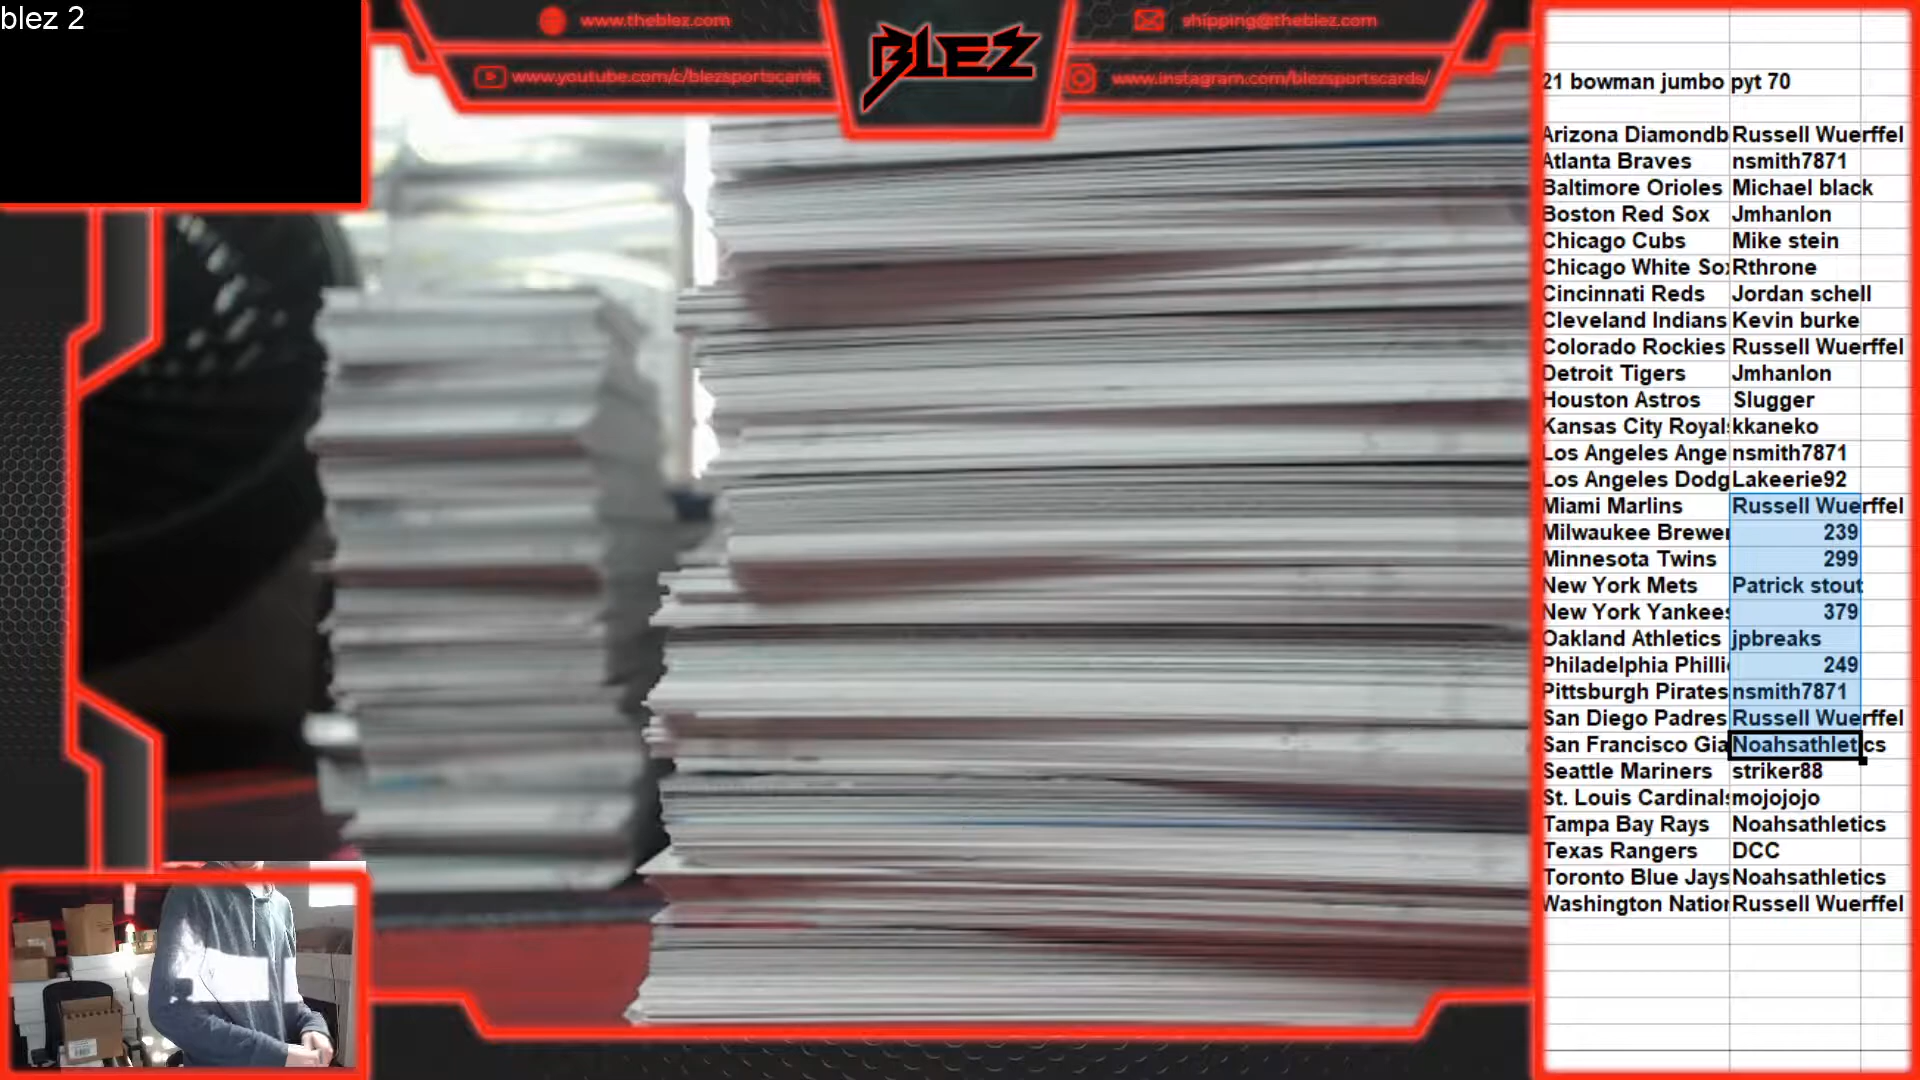 blez 2
www.theblez.com
shipping@theblez.com
BLEZ
www.youtube.com/c/blezsportscards
www.instagram.com/blezsportscards/
21 bowman jumbo pyt 70
Arizona Diamondb Russell Wuerffel
Atlanta Braves nsmith7871
Baltimore Orioles Michael black
Boston Red Sox Jmhanlon
Chicago Cubs Mike stein
Chicago White Sox Rthrone
Cincinnati Reds Jordan schell
Cleveland Indians Kevin burke
Colorado Rockies Russell Wuerffel
Detroit Tigers Jmhanlon
Houston Astros Slugger
Kansas City Royals kkaneko
Los Angeles Ange nsmith7871
Los Angeles Dodg Lakeerie92
Miami Marlins Russell Wuerffel
Milwaukee Brewer 239
Minnesota Twins 299
New York Mets Patrick stout
New York Yankees 379
Oakland Athletics jpbreaks
Philadelphia Philli 249
Pittsburgh Pirates nsmith7871
San Diego Padres Russell Wuerffel
San Francisco Gia Noahsathletics
Seattle Mariners striker88
St. Louis Cardinals mojojojo
Tampa Bay Rays Noahsathletics
Texas Rangers DCC
Toronto Blue Jays Noahsathletics
Washington Nation Russell Wuerffel